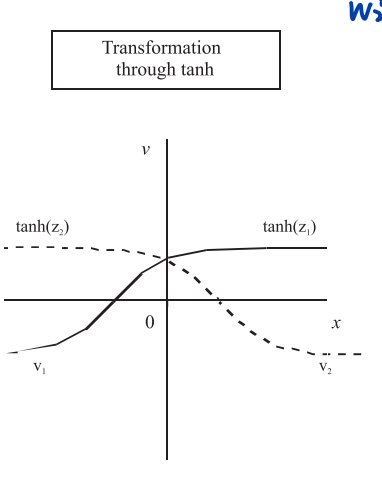 Transformation
through tanh
v
tanh(z₂)
tanh(z₁)
0
x
v₁
v₂